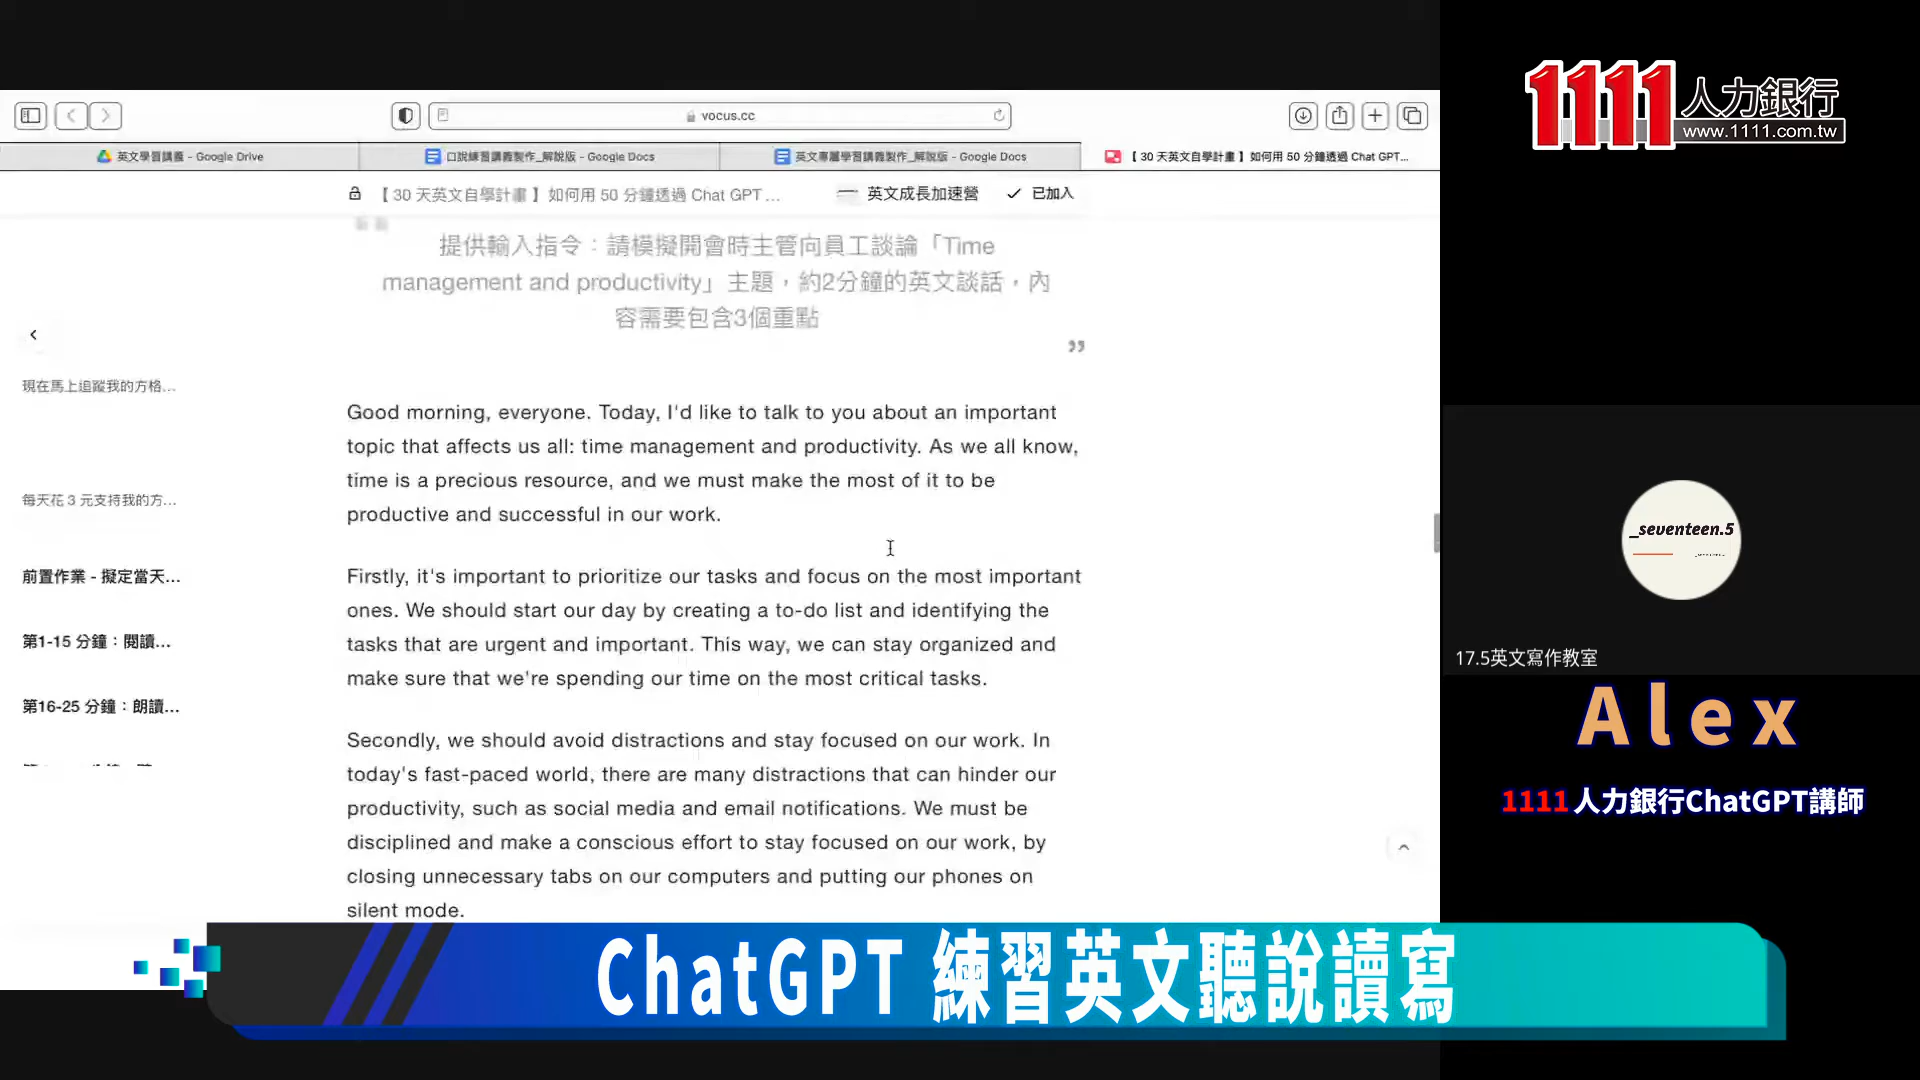 vocus.cc
英文學習講義 - Google Drive
口說練習講義製作_解說版 - Google Docs
英文專屬學習講義製作_解說版 - Google Docs
【 30 天英文自學計畫 】如何用 50 分鐘透過 Chat GPT...
【 30 天英文自學計畫 】如何用 50 分鐘透過 Chat GPT ...
英文成長加速營
已加入
提供輸入指令：請模擬開會時主管向員工談論「Time
management and productivity」主題，約2分鐘的英文談話，內
容需要包含3個重點
”
現在馬上追蹤我的方格...
每天花 3 元支持我的方...
前置作業 - 擬定當天...
第1-15 分鐘：閱讀...
第16-25 分鐘：朗讀...
Good morning, everyone. Today, I'd like to talk to you about an important
topic that affects us all: time management and productivity. As we all know,
time is a precious resource, and we must make the most of it to be
productive and successful in our work.
Firstly, it's important to prioritize our tasks and focus on the most important
ones. We should start our day by creating a to-do list and identifying the
tasks that are urgent and important. This way, we can stay organized and
make sure that we're spending our time on the most critical tasks.
Secondly, we should avoid distractions and stay focused on our work. In
today's fast-paced world, there are many distractions that can hinder our
productivity, such as social media and email notifications. We must be
disciplined and make a conscious effort to stay focused on our work, by
closing unnecessary tabs on our computers and putting our phones on
silent mode.
1111人力銀行
www.1111.com.tw
_seventeen.5
17.5英文寫作教室
Alex
1111人力銀行ChatGPT講師
ChatGPT 練習英文聽說讀寫